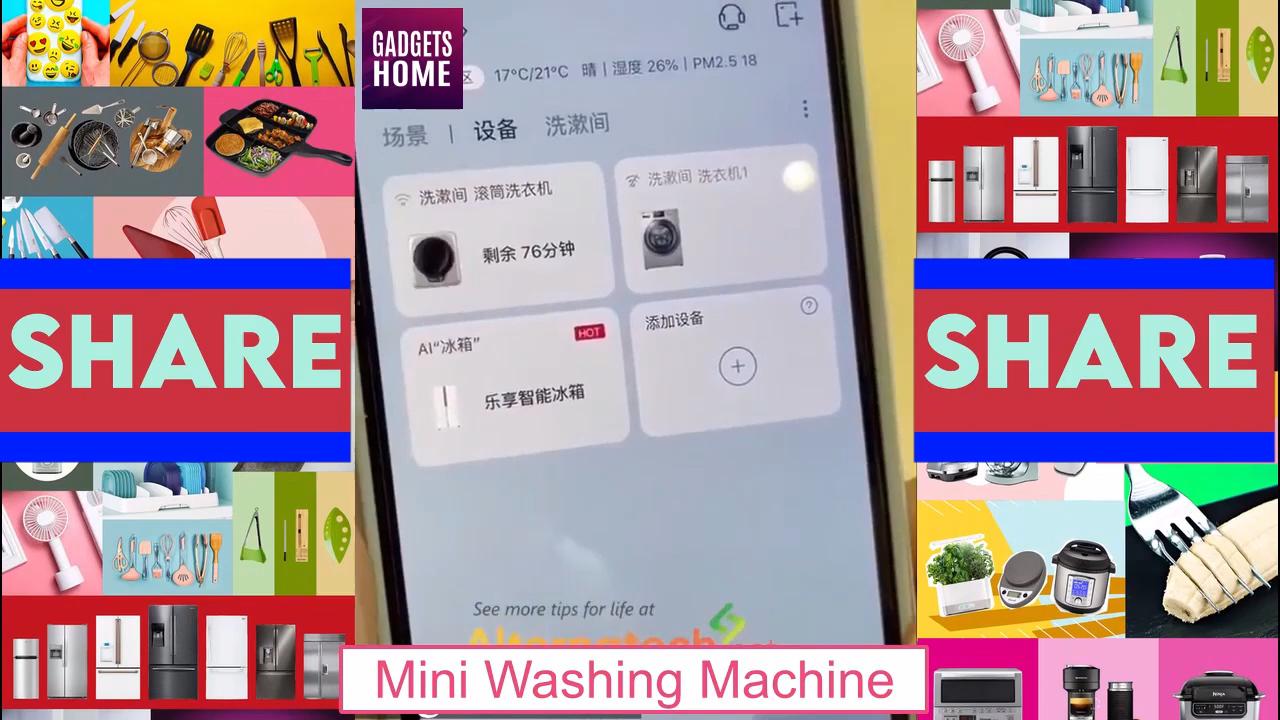 GADGETS
HOME
区 17°C/21°C 晴 | 湿度 26% | PM2.5 18
场景 | 设备 洗漱间
洗漱间 滚筒洗衣机
剩余 76分钟
洗漱间 洗衣机1
AI“冰箱”
HOT
乐享智能冰箱
添加设备
?
SHARE
SHARE
See more tips for life at
Alternatech
Mini Washing Machine
NINJA